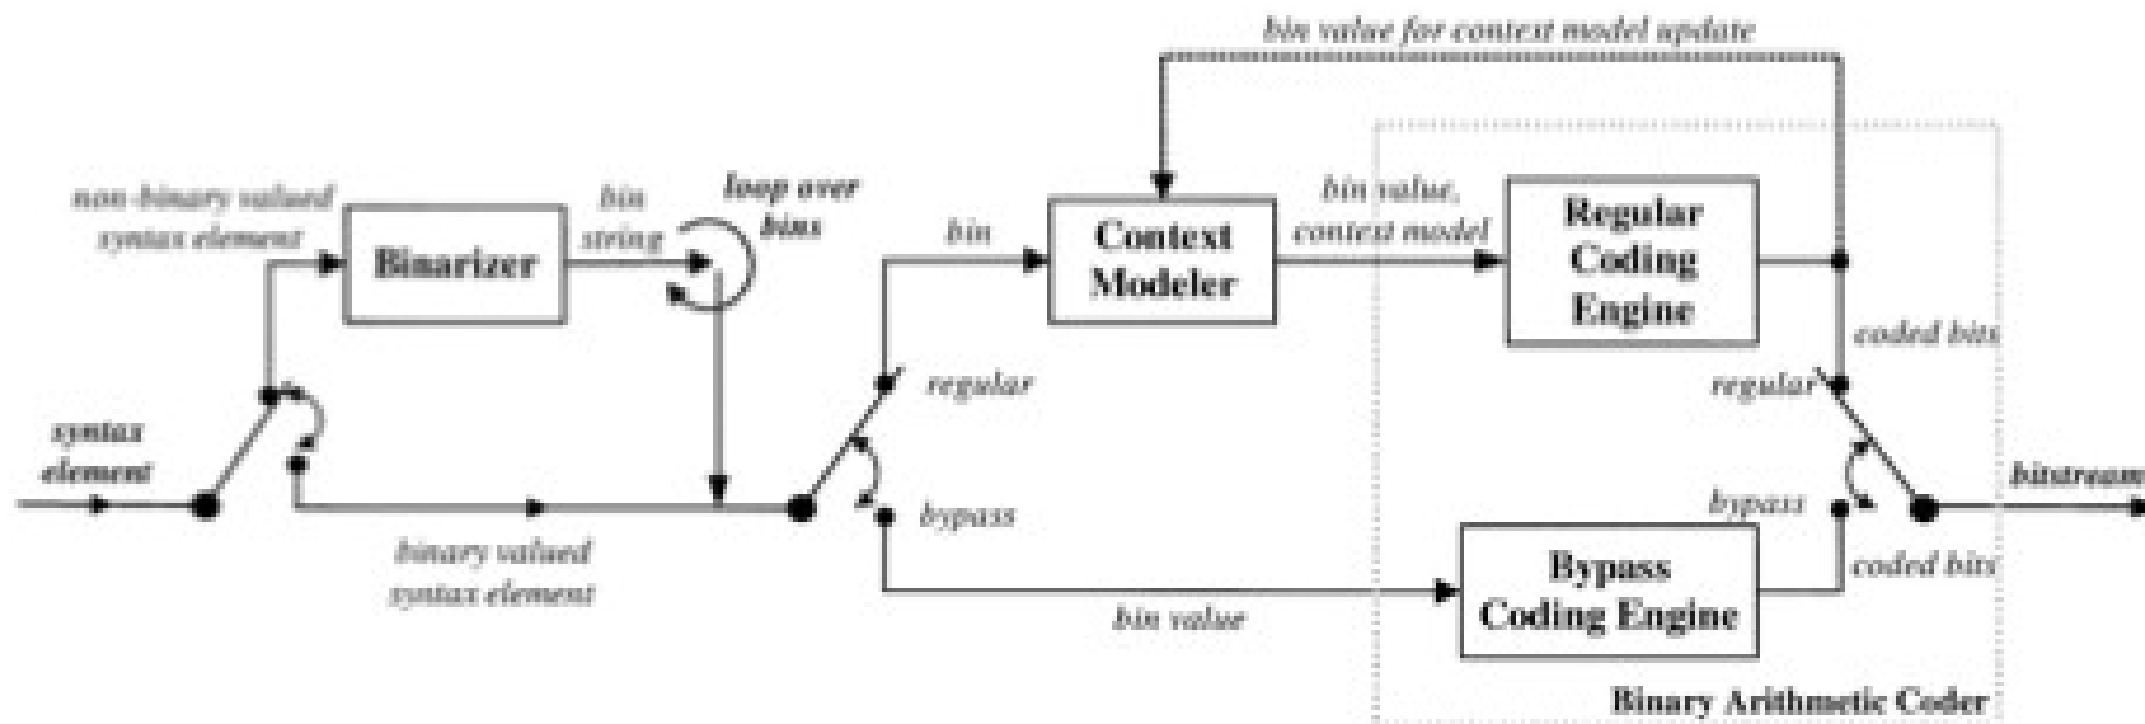 bin value for context model update
non-binary valued
syntax element
Binarizer
bin
string
loop over
bins
bin
Context
Modeler
bin value,
context model
Regular
Coding
Engine
coded bits
regular
regular
syntax
element
bypass
bypass
bitstream
binary valued
syntax element
bin value
Bypass
Coding Engine
coded bits
Binary Arithmetic Coder